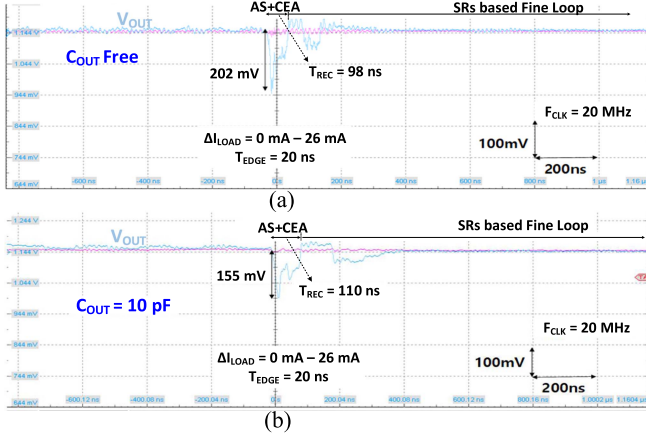 AS+CEA
SRs based Fine Loop
VOUT
1.144 V
COUT Free
1.044 V
202 mV
TREC = 98 ns
944 mV
FCLK = 20 MHz
844 mV
100mV
ΔILOAD = 0 mA – 26 mA
744 mV
TEDGE = 20 ns
200ns
644 mV
-600 ns
-400 ns
-200 ns
0 ns
200 ns
400 ns
600 ns
800 ns
1 µs
1.16 µs
(a)
1.244 V
AS+CEA
SRs based Fine Loop
VOUT
1.144 V
155 mV
TREC = 110 ns
1.044 V
COUT = 10 pF
944 mV
FCLK = 20 MHz
844 mV
ΔILOAD = 0 mA – 26 mA
100mV
744 mV
TEDGE = 20 ns
200ns
644 mV
-600.12 ns
-400.08 ns
-200.04 ns
0 ns
200.04 ns
400.08 ns
600.12 ns
800.16 ns
1.0002 µs
1.1604 µs
(b)